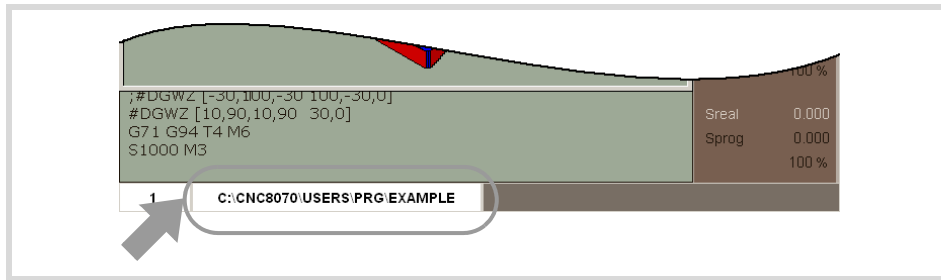 100 %
;#DGWZ [-30,100,-30 100,-30,0]
#DGWZ [10,90,10,90 30,0]
G71 G94 T4 M6
S1000 M3
Sreal 0.000
Sprog 0.000
100 %
1 C:\CNC8070\USERS\PRG\EXAMPLE